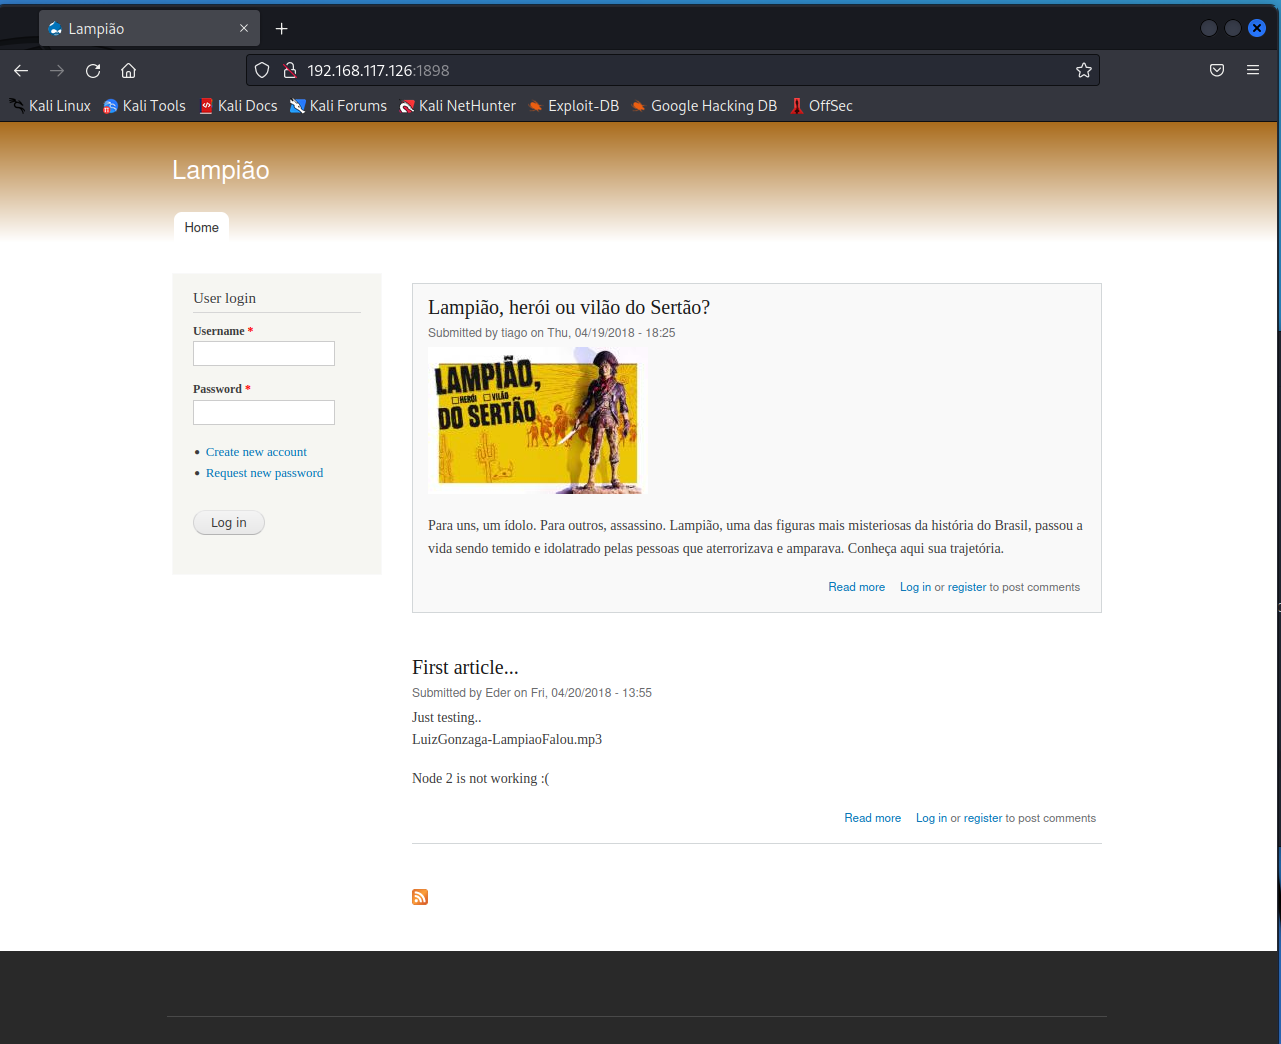 Lampião
192.168.117.126:1898
Kali Linux Kali Tools Kali Docs Kali Forums Kali NetHunter Exploit-DB Google Hacking DB OffSec
Lampião
Home
User login
Username *
Password *
Create new account
Request new password
Log in
Lampião, herói ou vilão do Sertão?
Submitted by tiago on Thu, 04/19/2018 - 18:25
LAMPIÃO,
HERÓI VILÃO
DO SERTÃO
Para uns, um ídolo. Para outros, assassino. Lampião, uma das figuras mais misteriosas da história do Brasil, passou a
vida sendo temido e idolatrado pelas pessoas que aterrorizava e amparava. Conheça aqui sua trajetória.
Read more Log in or register to post comments
First article...
Submitted by Eder on Fri, 04/20/2018 - 13:55
Just testing..
LuizGonzaga-LampiaoFalou.mp3
Node 2 is not working :(
Read more Log in or register to post comments